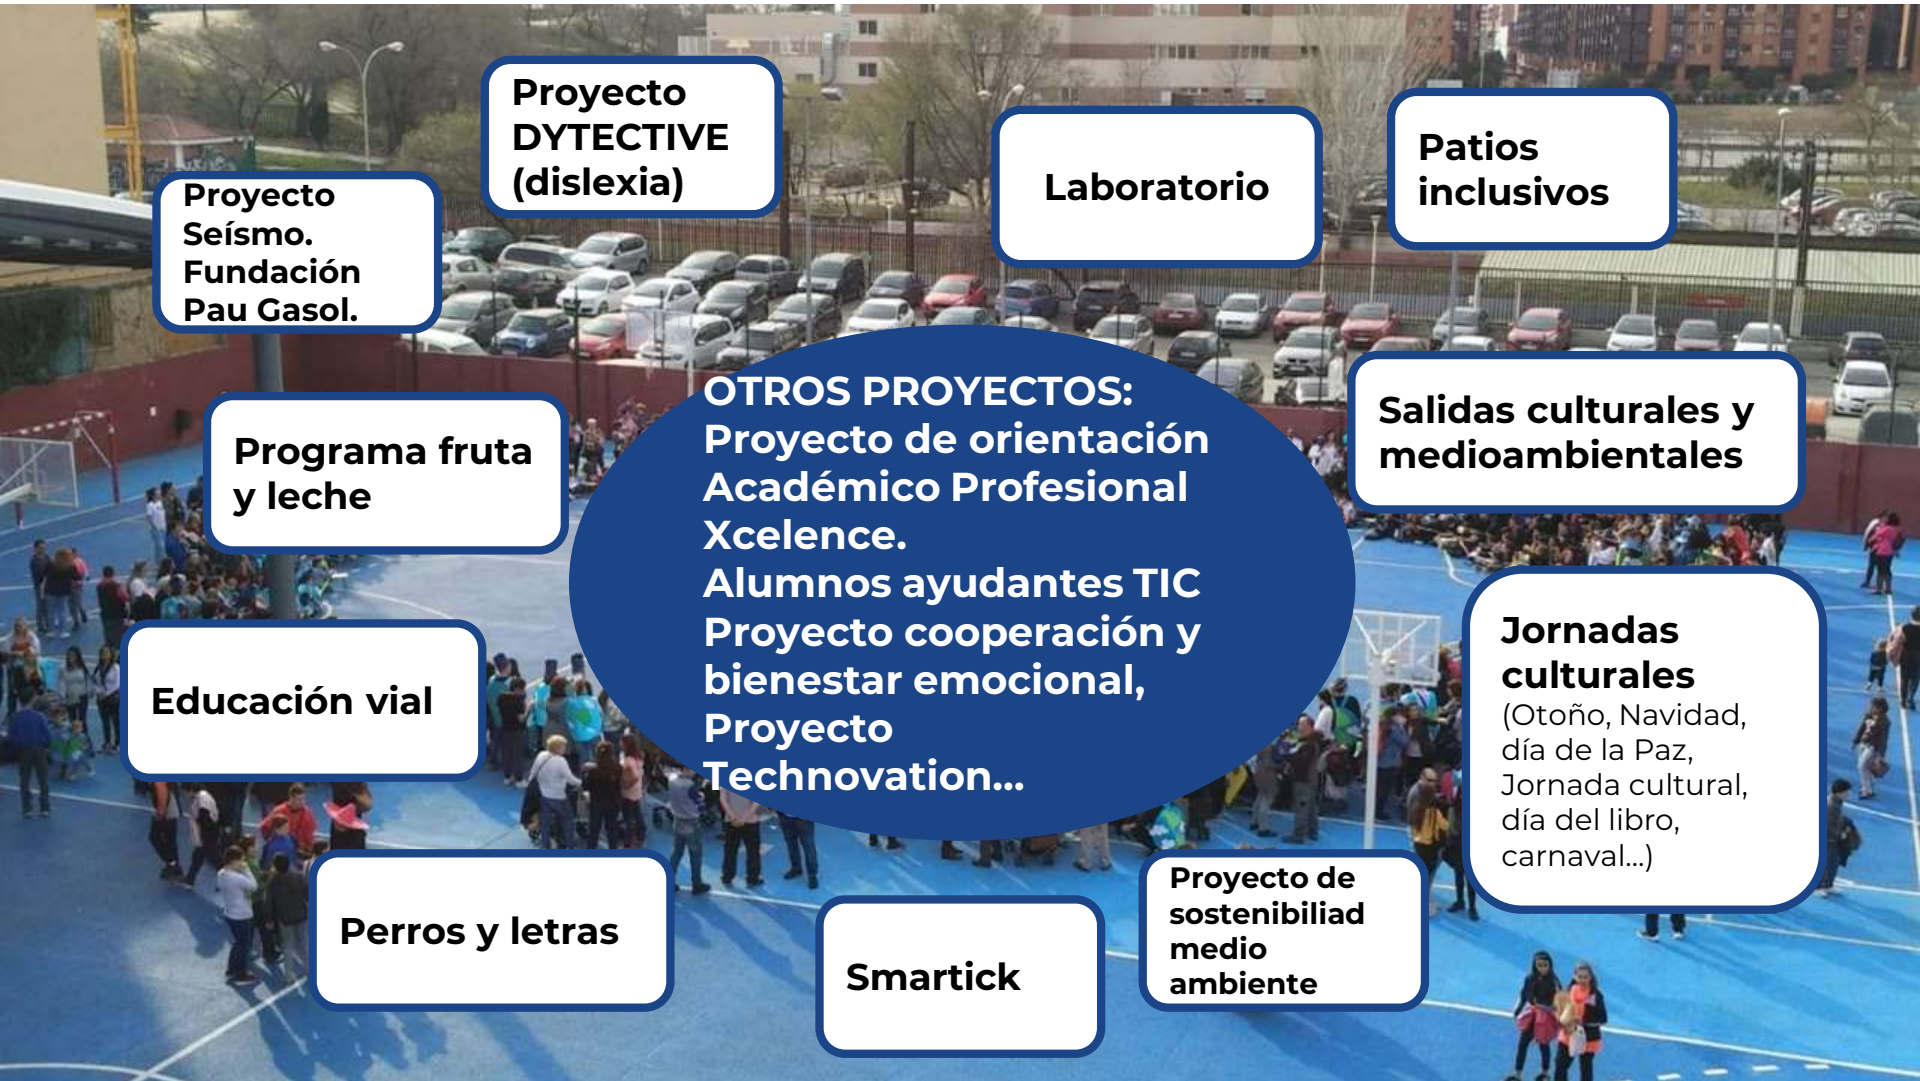 Proyecto
DYTECTIVE
(dislexia)
Laboratorio
Patios
inclusivos
Proyecto
Seísmo.
Fundación
Pau Gasol.
OTROS PROYECTOS:
Proyecto de orientación
Académico Profesional
Xcelence.
Alumnos ayudantes TIC
Proyecto cooperación y
bienestar emocional,
Proyecto
Technovation...
Salidas culturales y
medioambientales
Programa fruta
y leche
Jornadas
culturales
(Otoño, Navidad,
día de la Paz,
Jornada cultural,
día del libro,
carnaval...)
Educación vial
Perros y letras
Smartick
Proyecto de
sostenibiliad
medio
ambiente